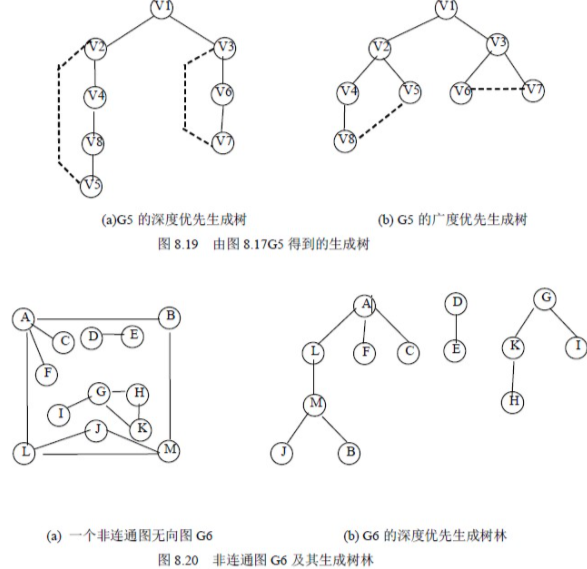 V1 V1
V2 V3 V2 V3
V4 V6 V4 V5 V6 V7
V8 V7 V8
V5
(a)G5 的深度优先生成树 (b) G5 的广度优先生成树
图 8.19 由图 8.17G5 得到的生成树
A B A D G
C D E
F L F C E K I
G H
I J K M H
L M J B
(a) 一个非连通图无向图 G6 (b) G6 的深度优先生成树林
图 8.20 非连通图 G6 及其生成树林